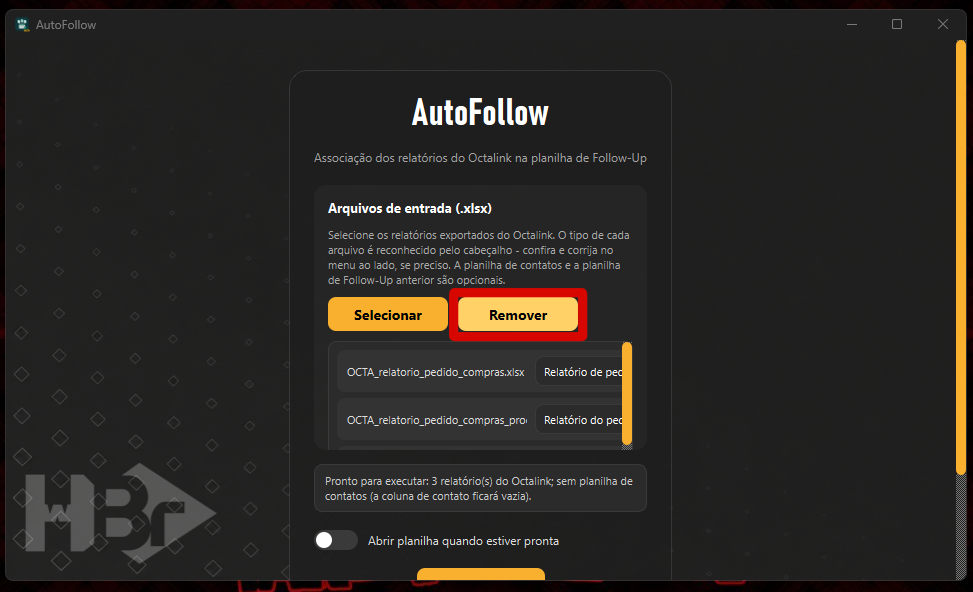 AutoFollow
AutoFollow
Associação dos relatórios do Octalink na planilha de Follow-Up
Arquivos de entrada (.xlsx)
Selecione os relatórios exportados do Octalink. O tipo de cada
arquivo é reconhecido pelo cabeçalho - confira e corrija no
menu ao lado, se preciso. A planilha de contatos e a planilha
de Follow-Up anterior são opcionais.
Selecionar
Remover
OCTA_relatorio_pedido_compras.xlsx
Relatório de ped
OCTA_relatorio_pedido_compras_pro
Relatório do ped
Pronto para executar: 3 relatório(s) do Octalink; sem planilha de
contatos (a coluna de contato ficará vazia).
Abrir planilha quando estiver pronta
HBr